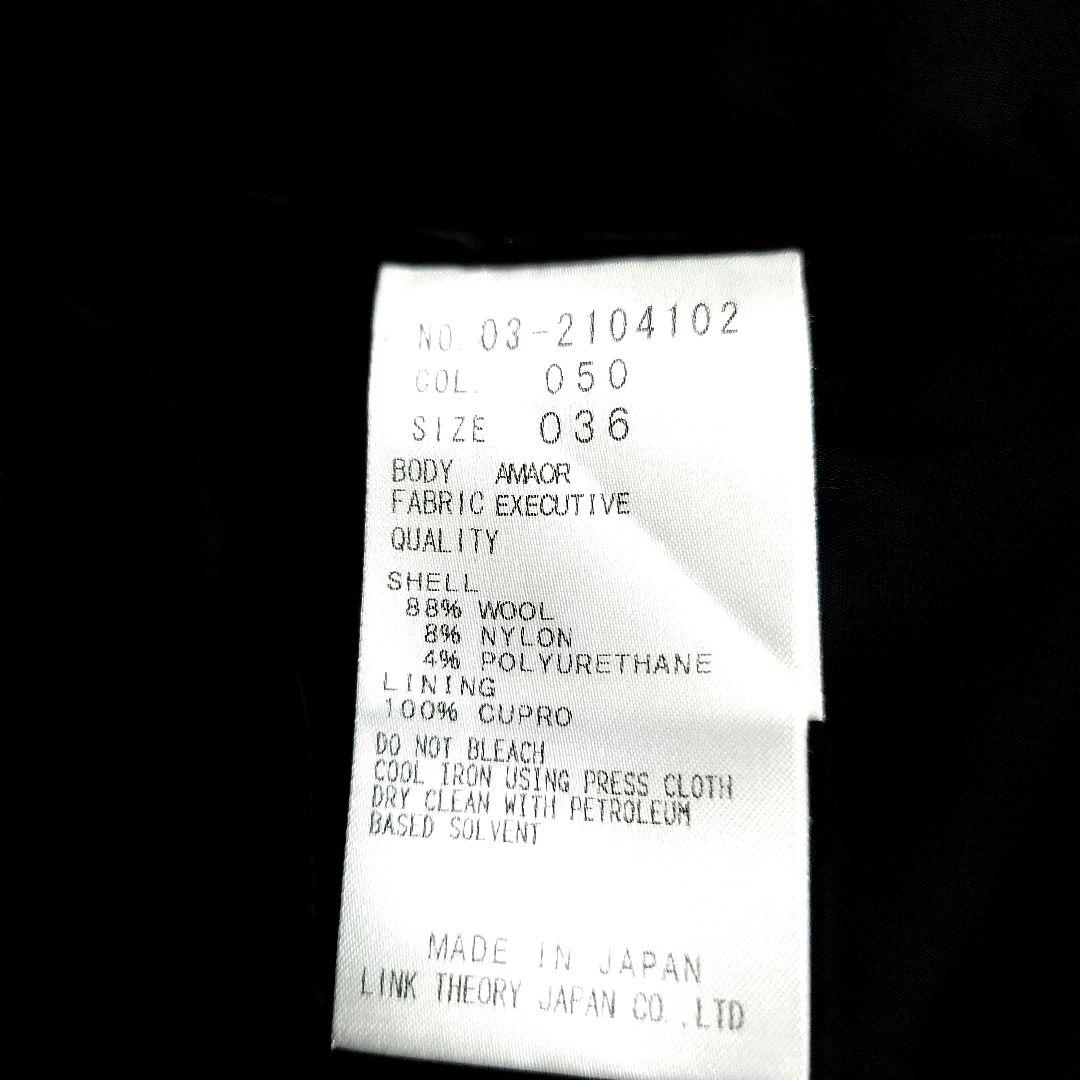 NO. 03-2104102
COL. 050
SIZE 036
BODY AMAOR
FABRIC EXECUTIVE
QUALITY
SHELL
88% WOOL
8% NYLON
4% POLYURETHANE
LINING
100% CUPRO
DO NOT BLEACH
COOL IRON USING PRESS CLOTH
DRY CLEAN WITH PETROLEUM
BASED SOLVENT
MADE IN JAPAN
LINK THEORY JAPAN CO.,LTD